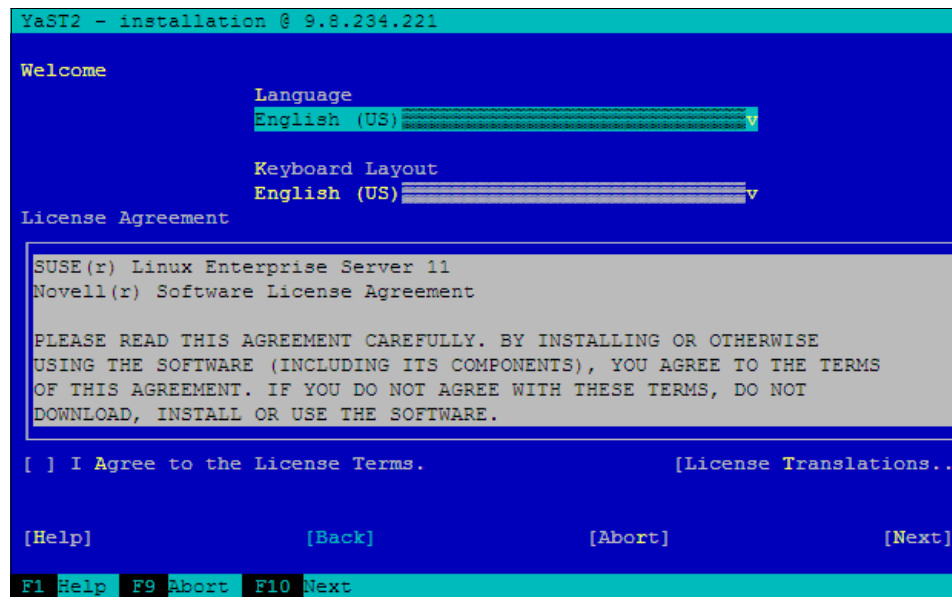 YaST2 - installation @ 9.8.234.221
Welcome
Language
English (US) v
Keyboard Layout
English (US) v
License Agreement
SUSE(r) Linux Enterprise Server 11
Novell(r) Software License Agreement
PLEASE READ THIS AGREEMENT CAREFULLY. BY INSTALLING OR OTHERWISE
USING THE SOFTWARE (INCLUDING ITS COMPONENTS), YOU AGREE TO THE TERMS
OF THIS AGREEMENT. IF YOU DO NOT AGREE WITH THESE TERMS, DO NOT
DOWNLOAD, INSTALL OR USE THE SOFTWARE.
[ ] I Agree to the License Terms. [License Translations..
[Help] [Back] [Abort] [Next]
F1 Help F9 Abort F10 Next